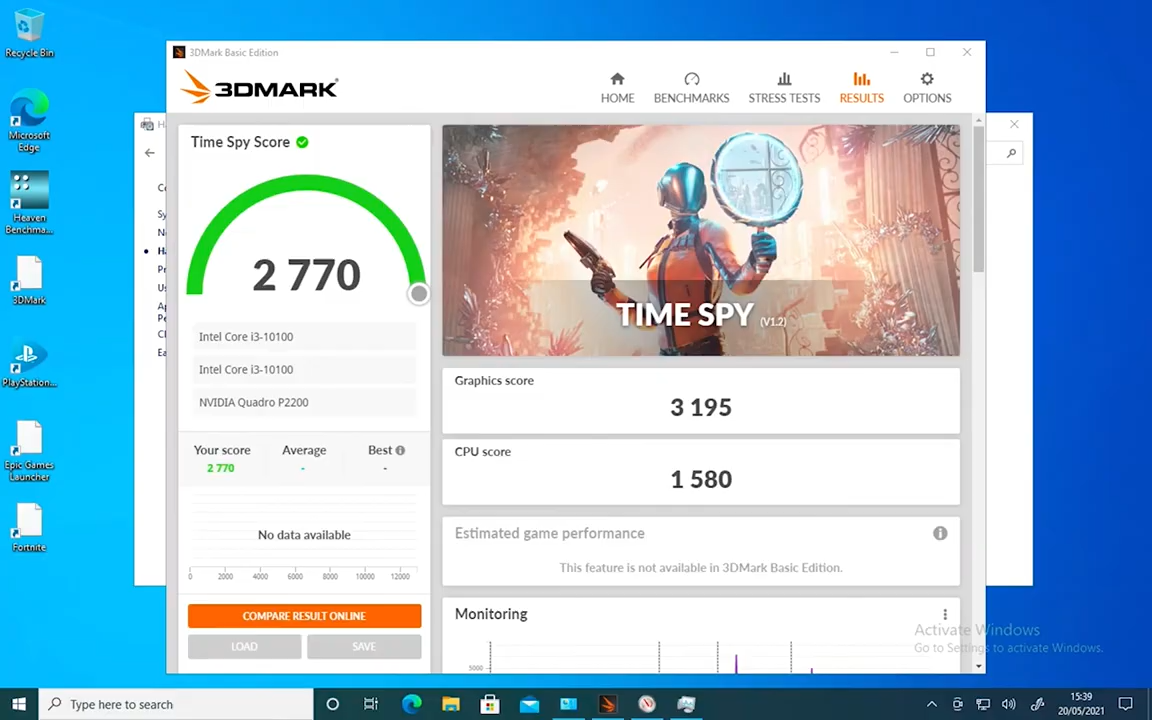 Recycle Bin
Microsoft
Edge
Heaven
Benchma...
3DMark
PlayStation...
Epic Games
Launcher
Fortnite
3DMark Basic Edition
3DMARK
HOME
BENCHMARKS
STRESS TESTS
RESULTS
OPTIONS
Time Spy Score
2 770
Intel Core i3-10100
Intel Core i3-10100
NVIDIA Quadro P2200
Your score
Average
Best
2 770
-
-
No data available
0 2000 4000 6000 8000 10000 12000
COMPARE RESULT ONLINE
LOAD
SAVE
TIME SPY (V1.2)
Graphics score
3 195
CPU score
1 580
Estimated game performance
This feature is not available in 3DMark Basic Edition.
Monitoring
5000
Activate Windows
Go to Settings to activate Windows.
Type here to search
15:39
20/05/2021